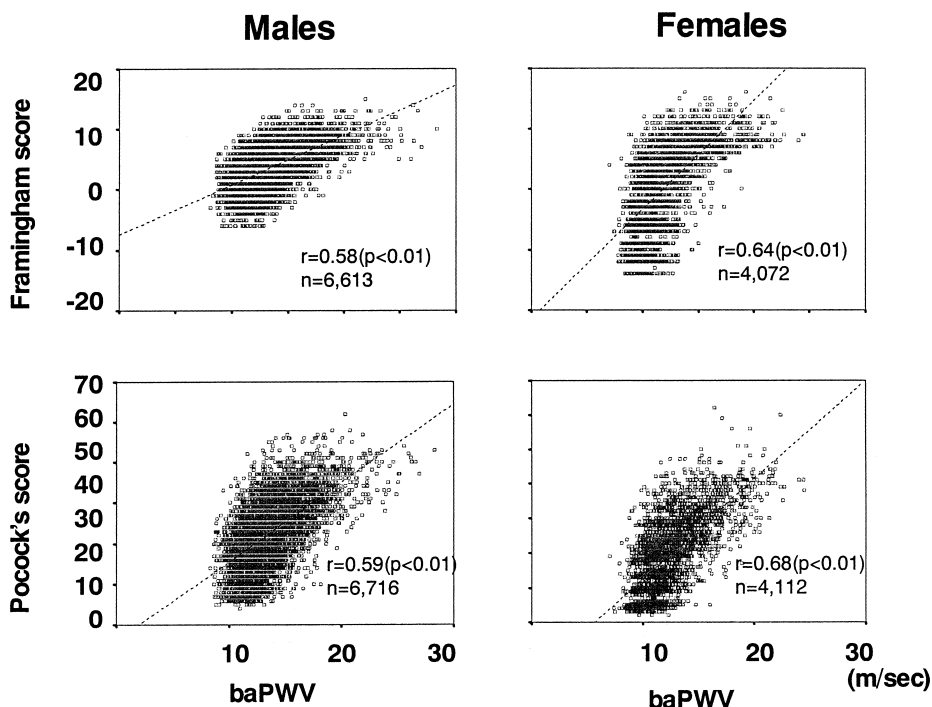 Males
Females
Framingham score
20
10
0
-10
-20
r=0.58(p<0.01)
n=6,613
r=0.64(p<0.01)
n=4,072
Pocock's score
70
60
50
40
30
20
10
0
r=0.59(p<0.01)
n=6,716
r=0.68(p<0.01)
n=4,112
10 20 30
10 20 30
baPWV
baPWV
(m/sec)